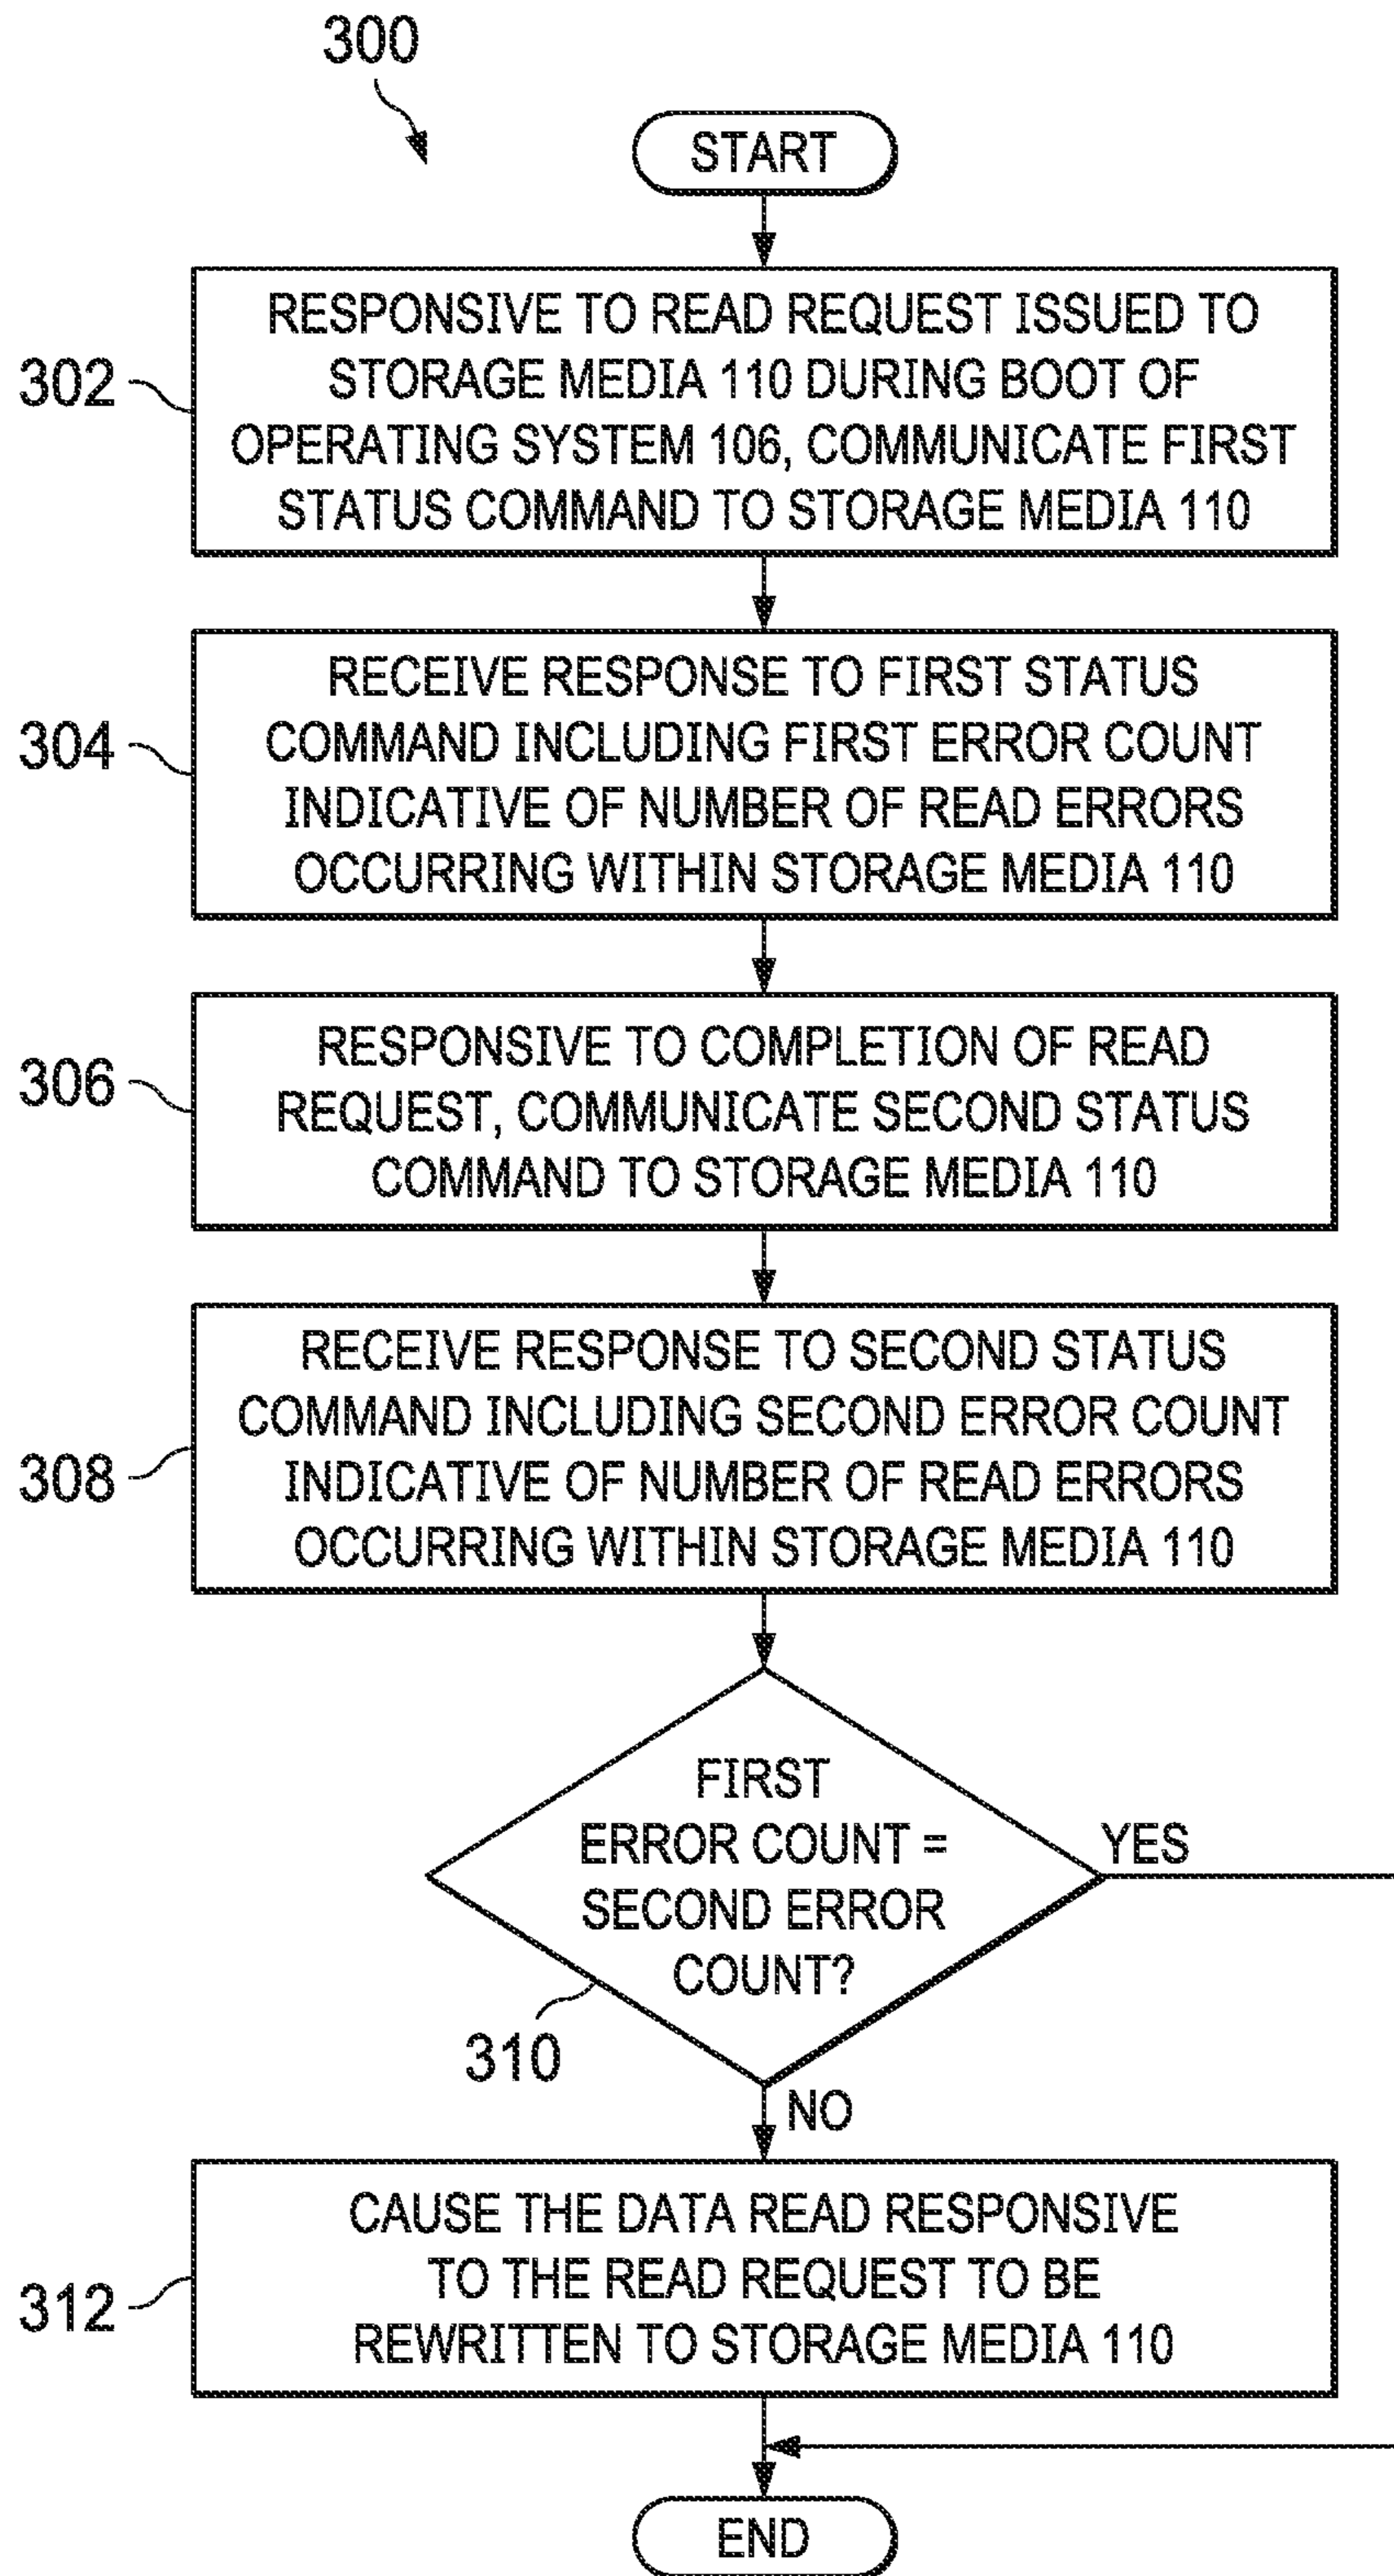 300
START
302
RESPONSIVE TO READ REQUEST ISSUED TO
STORAGE MEDIA 110 DURING BOOT OF
OPERATING SYSTEM 106, COMMUNICATE FIRST
STATUS COMMAND TO STORAGE MEDIA 110
304
RECEIVE RESPONSE TO FIRST STATUS
COMMAND INCLUDING FIRST ERROR COUNT
INDICATIVE OF NUMBER OF READ ERRORS
OCCURRING WITHIN STORAGE MEDIA 110
306
RESPONSIVE TO COMPLETION OF READ
REQUEST, COMMUNICATE SECOND STATUS
COMMAND TO STORAGE MEDIA 110
308
RECEIVE RESPONSE TO SECOND STATUS
COMMAND INCLUDING SECOND ERROR COUNT
INDICATIVE OF NUMBER OF READ ERRORS
OCCURRING WITHIN STORAGE MEDIA 110
FIRST
ERROR COUNT =
SECOND ERROR
COUNT?
YES
310
NO
312
CAUSE THE DATA READ RESPONSIVE
TO THE READ REQUEST TO BE
REWRITTEN TO STORAGE MEDIA 110
END